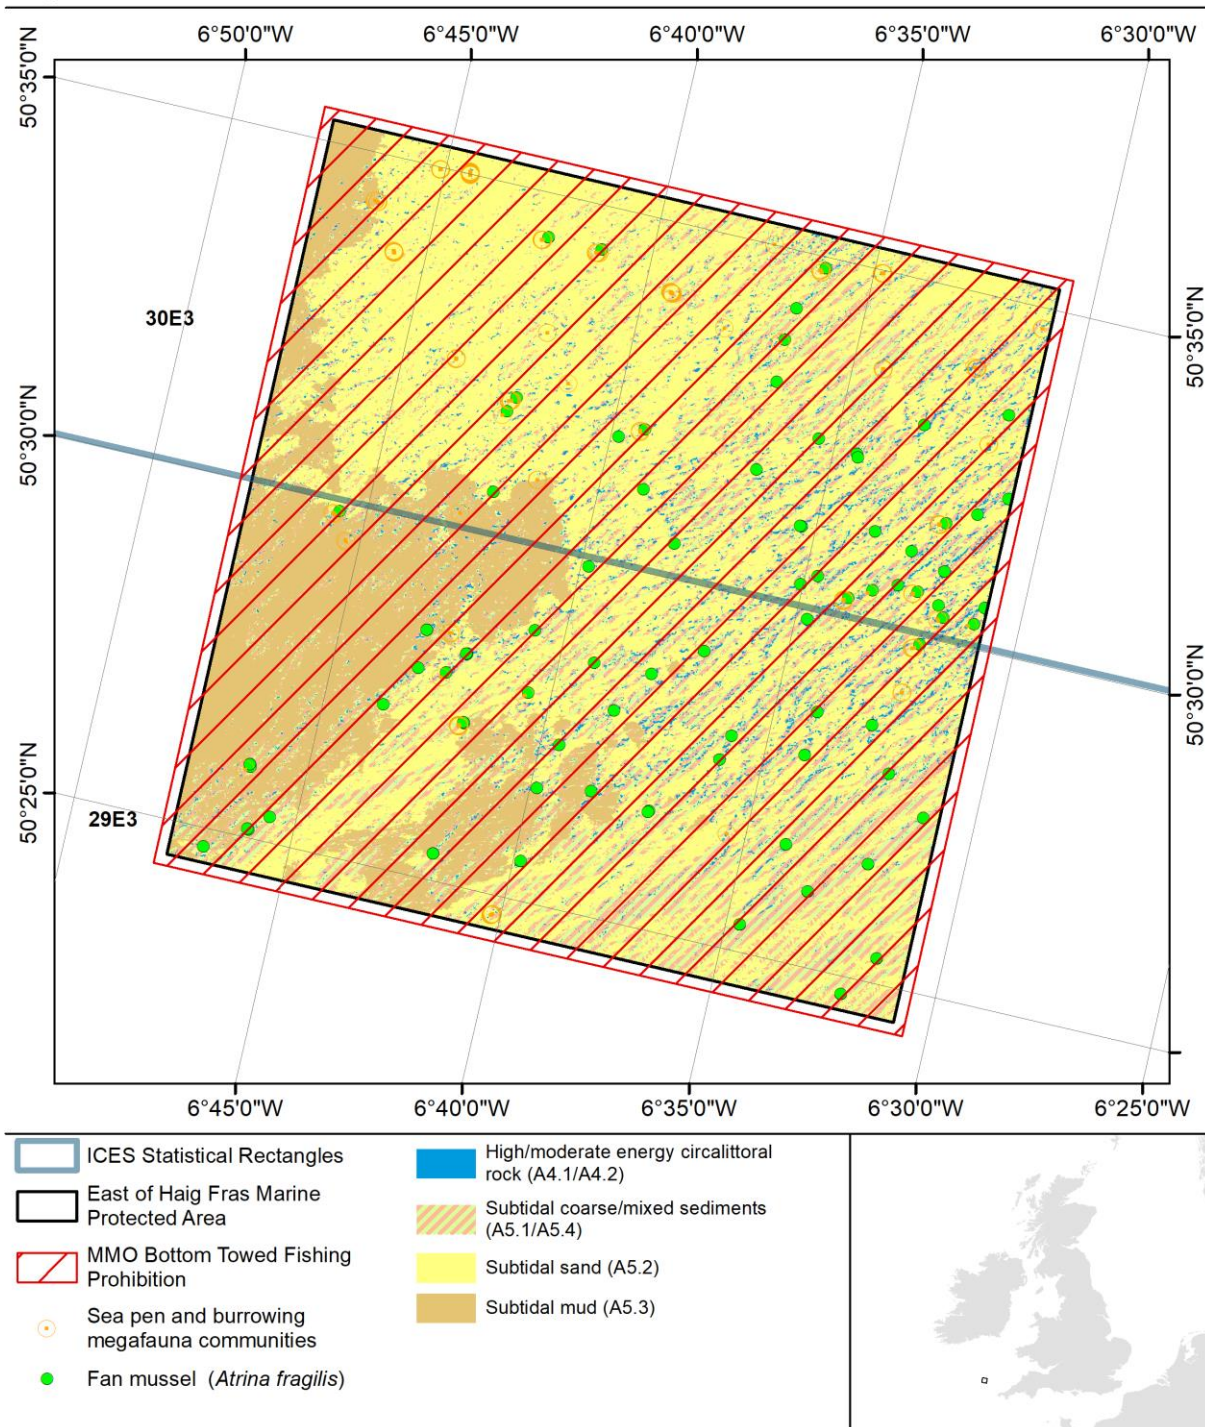 6°50'0"W 6°45'0"W 6°40'0"W 6°35'0"W 6°30'0"W
50°35'0"N
50°35'0"N
30E3
50°30'0"N
50°30'0"N
50°25'0"N
29E3
6°45'0"W 6°40'0"W 6°35'0"W 6°30'0"W 6°25'0"W
ICES Statistical Rectangles
East of Haig Fras Marine
Protected Area
MMO Bottom Towed Fishing
Prohibition
Sea pen and burrowing
megafauna communities
Fan mussel (Atrina fragilis)
High/moderate energy circalittoral
rock (A4.1/A4.2)
Subtidal coarse/mixed sediments
(A5.1/A5.4)
Subtidal sand (A5.2)
Subtidal mud (A5.3)